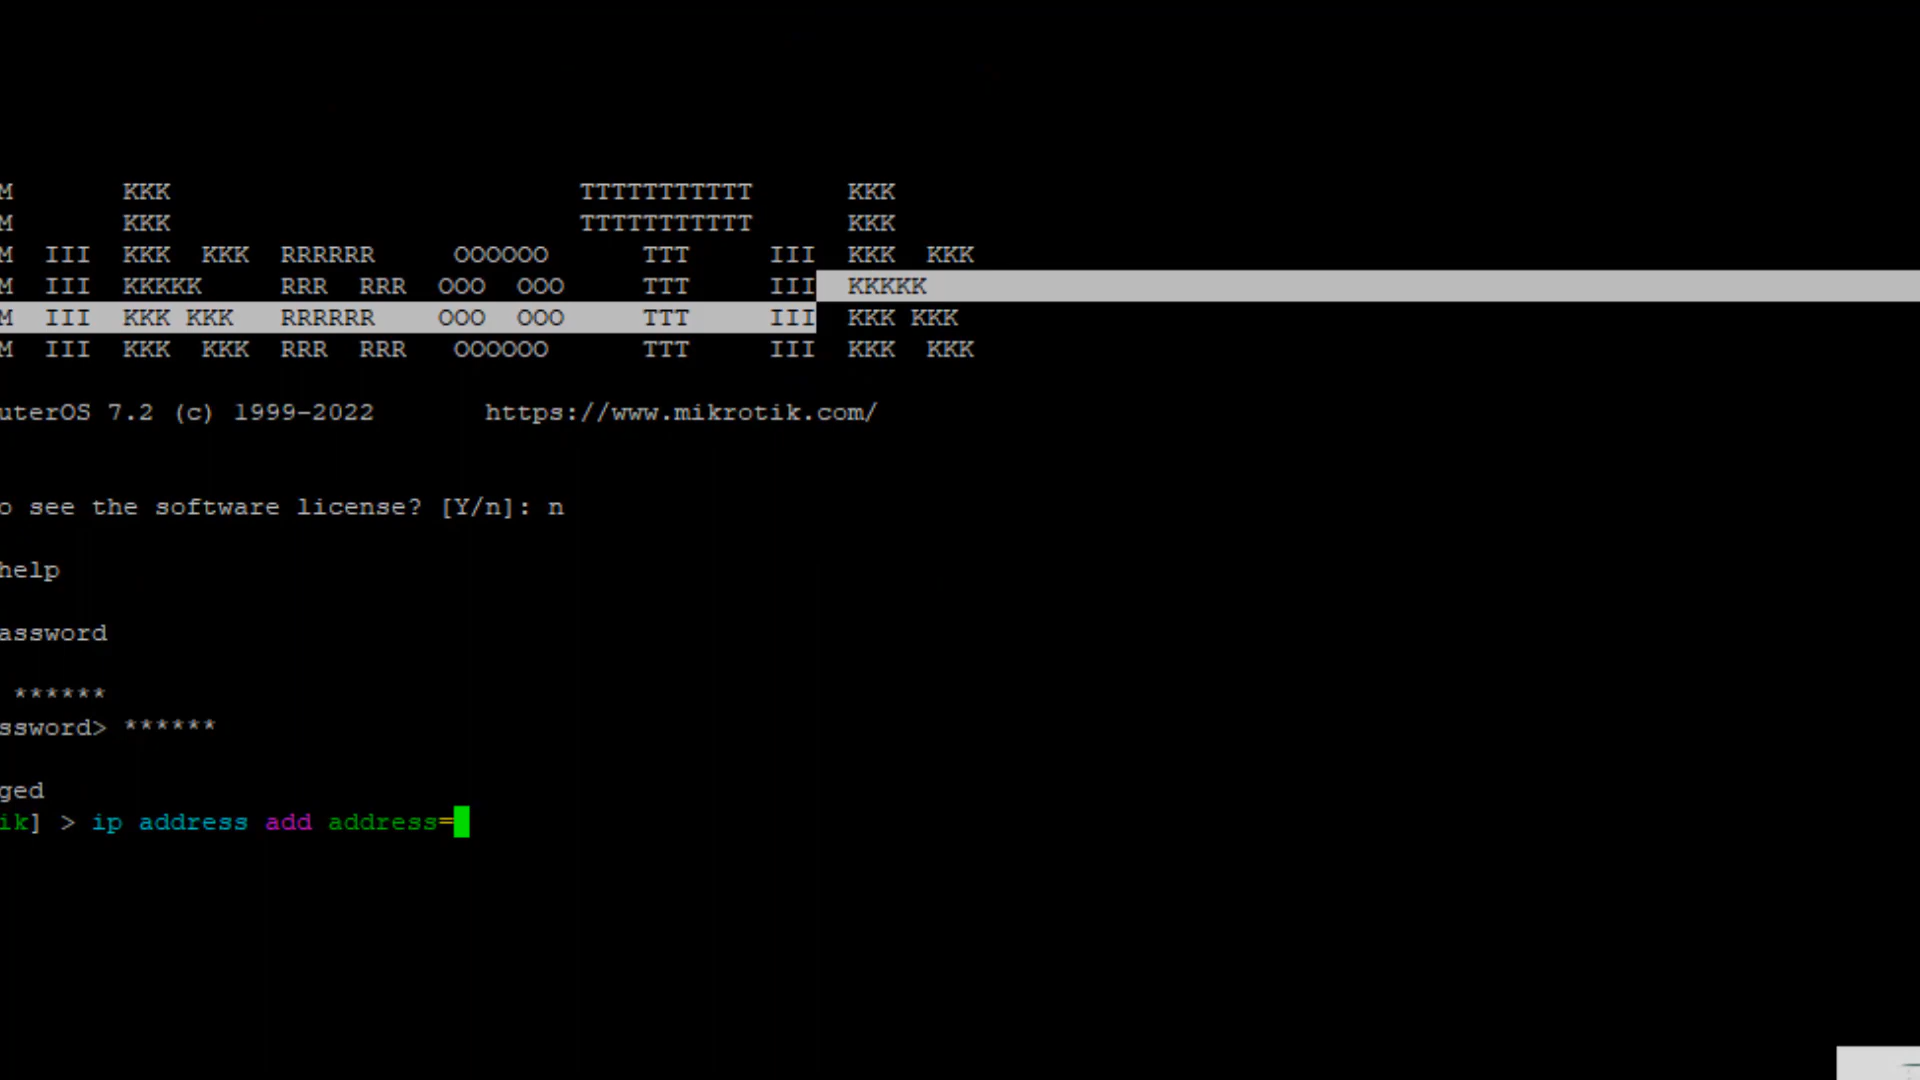 M       KKK                          TTTTTTTTTTT      KKK
M       KKK                          TTTTTTTTTTT      KKK
M  III  KKK  KKK  RRRRRR     OOOOOO      TTT     III  KKK  KKK
M  III  KKKKK     RRR  RRR  OOO  OOO     TTT     III  KKKKK
M  III  KKK KKK   RRRRRR    OOO  OOO     TTT     III  KKK KKK
M  III  KKK  KKK  RRR  RRR   OOOOOO      TTT     III  KKK  KKK
uterOS 7.2 (c) 1999-2022       https://www.mikrotik.com/
o see the software license? [Y/n]: n
help
assword
******
ssword> ******
ged
ik] > ip address add address=